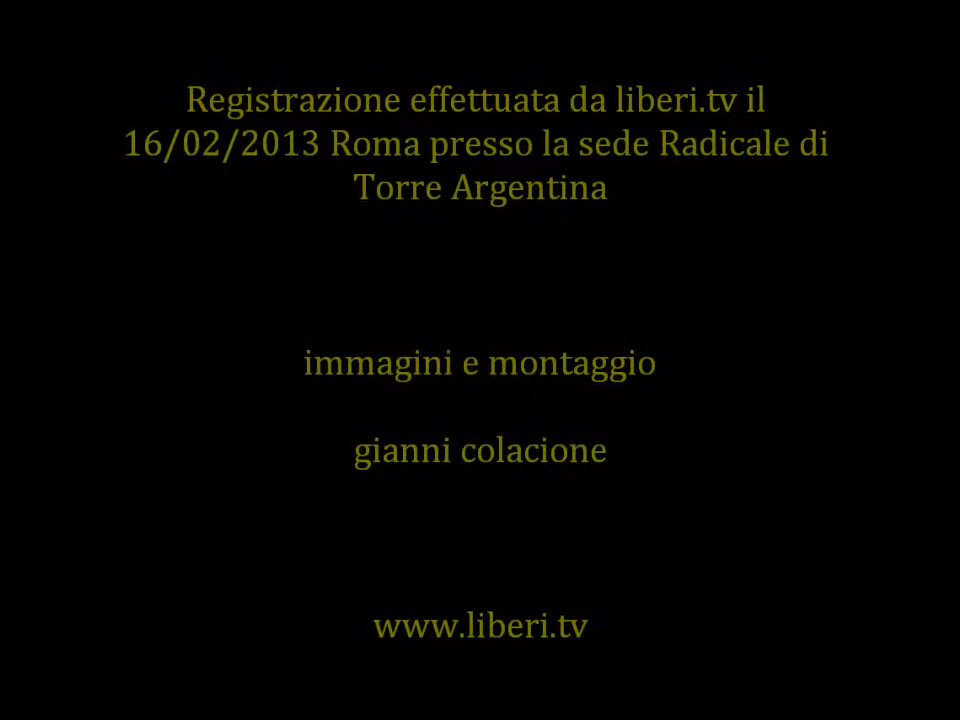 Registrazione effettuata da liberi.tv il
16/02/2013 Roma presso la sede Radicale di
Torre Argentina
immagini e montaggio
gianni colacione
www.liberi.tv